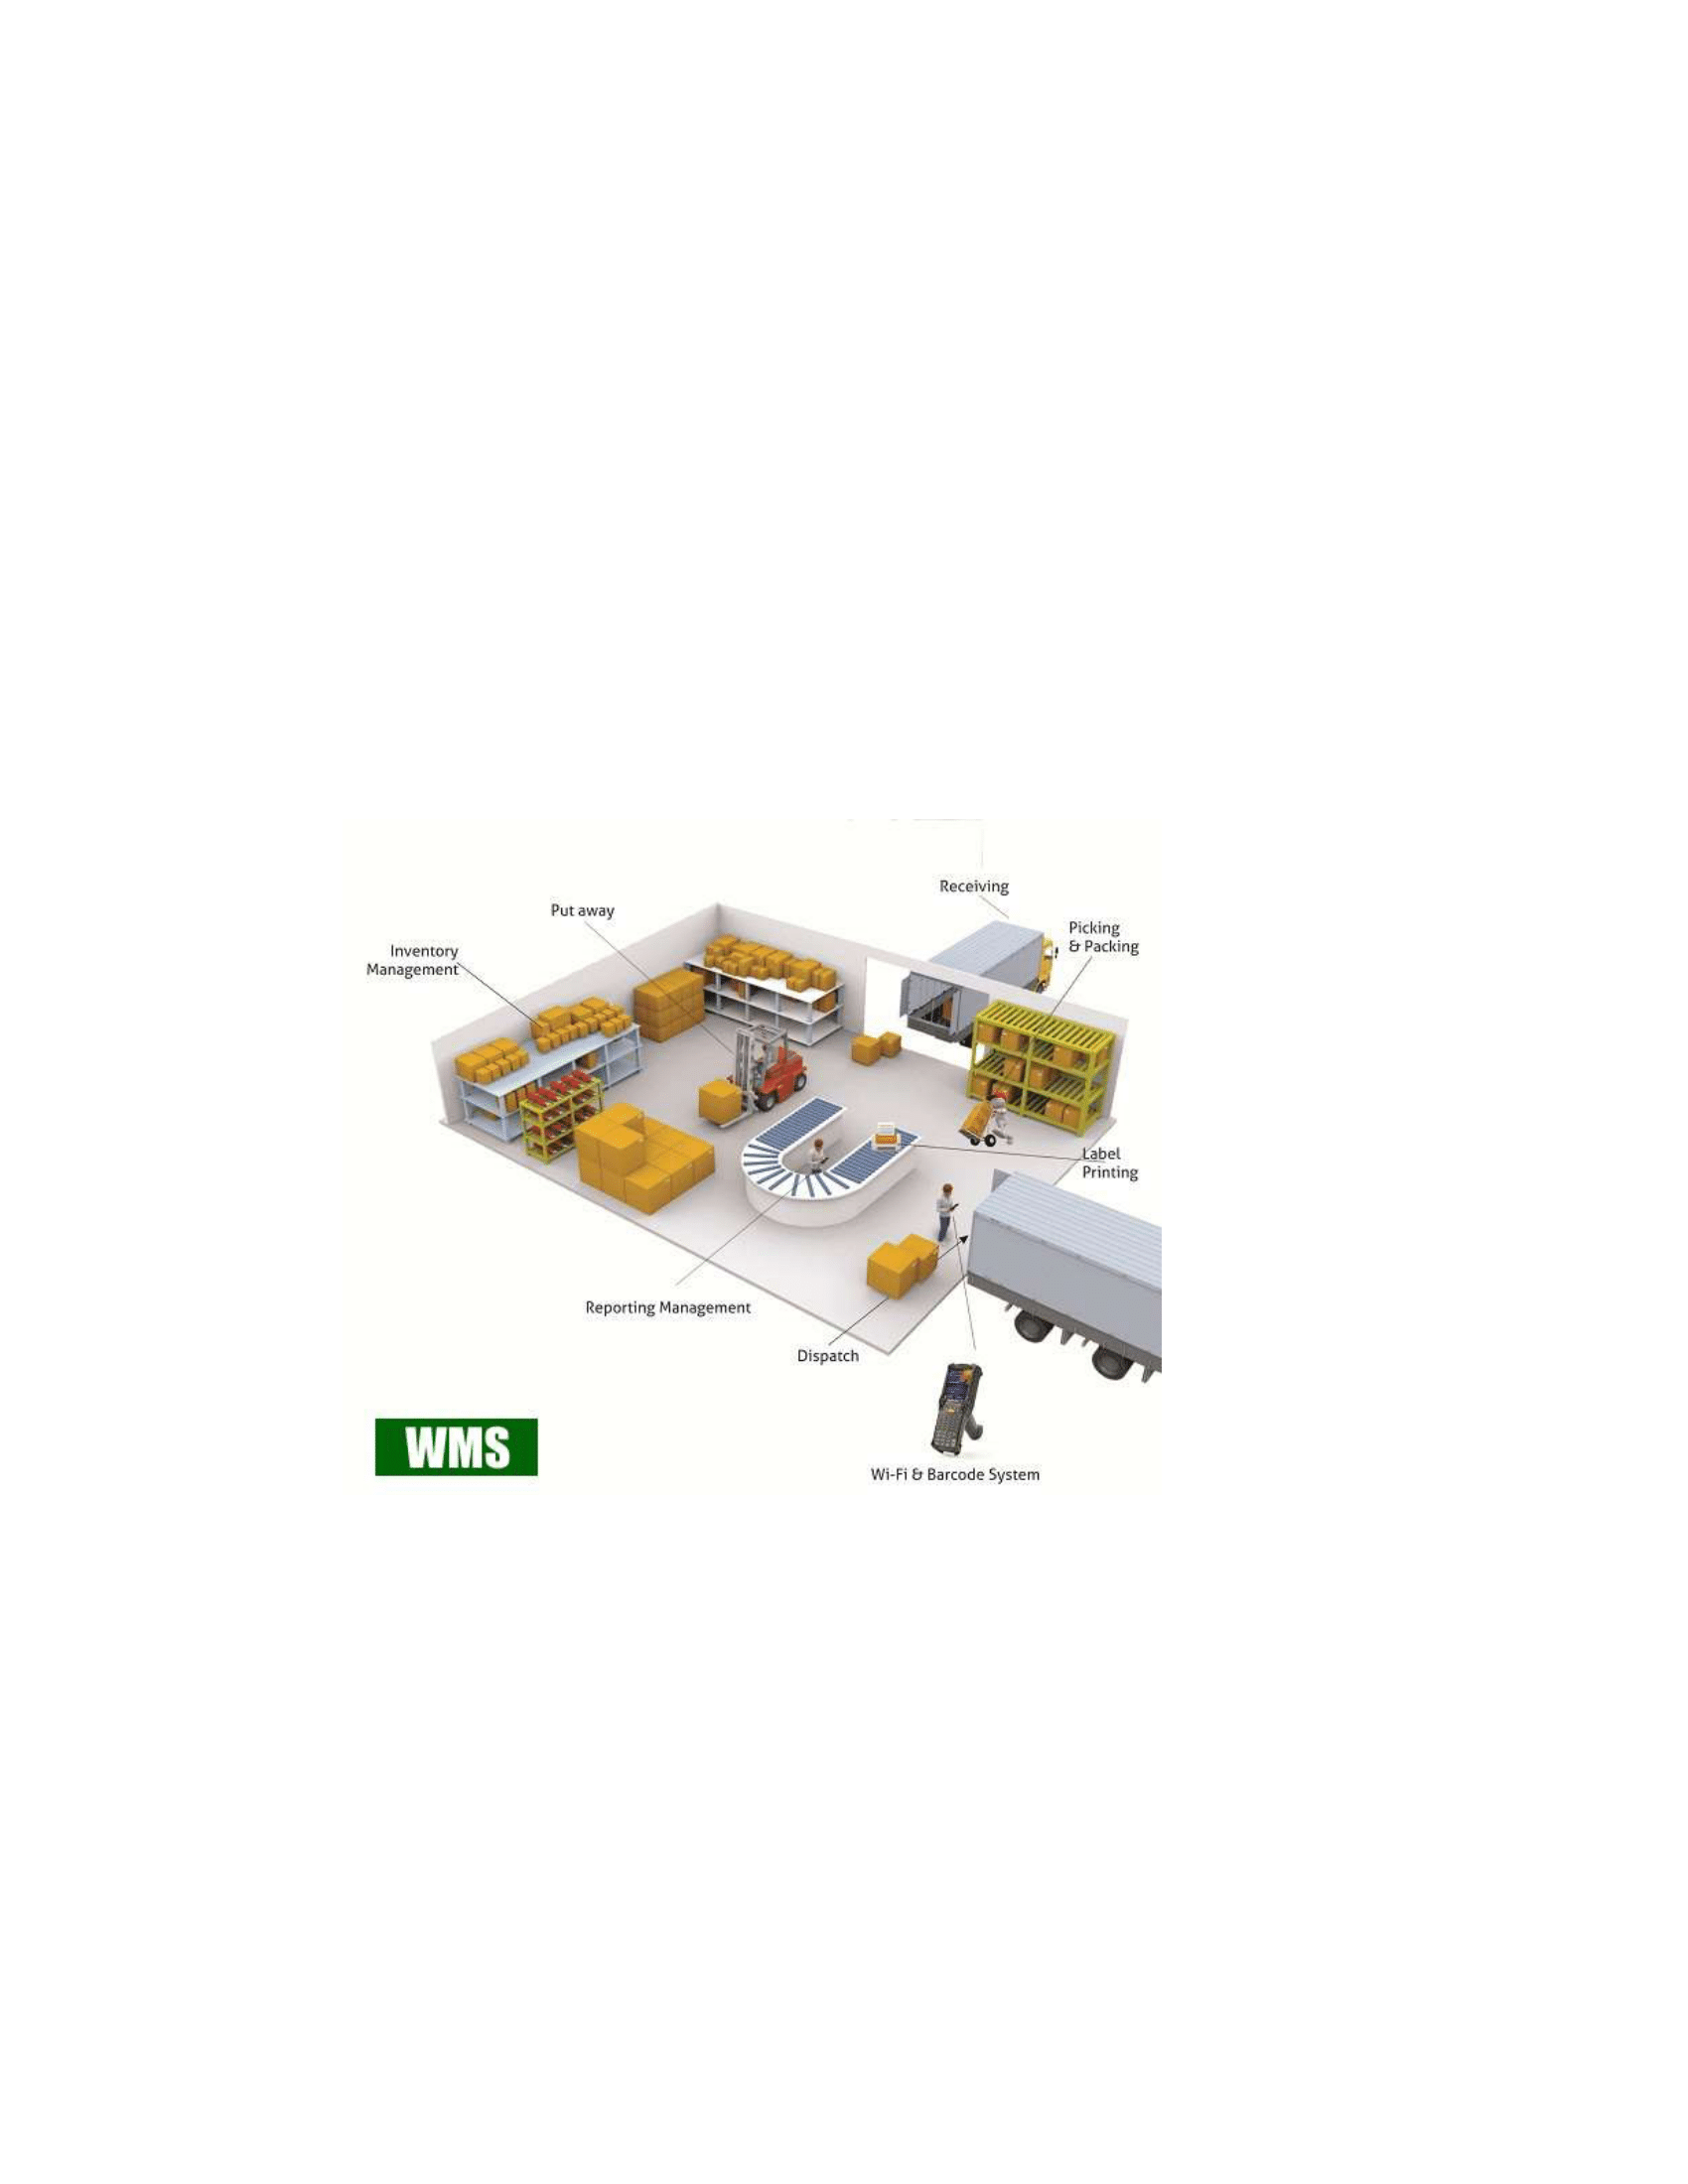 Receiving
Put away
Picking
& Packing
Inventory
Management
Label
Printing
Reporting Management
Dispatch
WMS
Wi-Fi & Barcode System